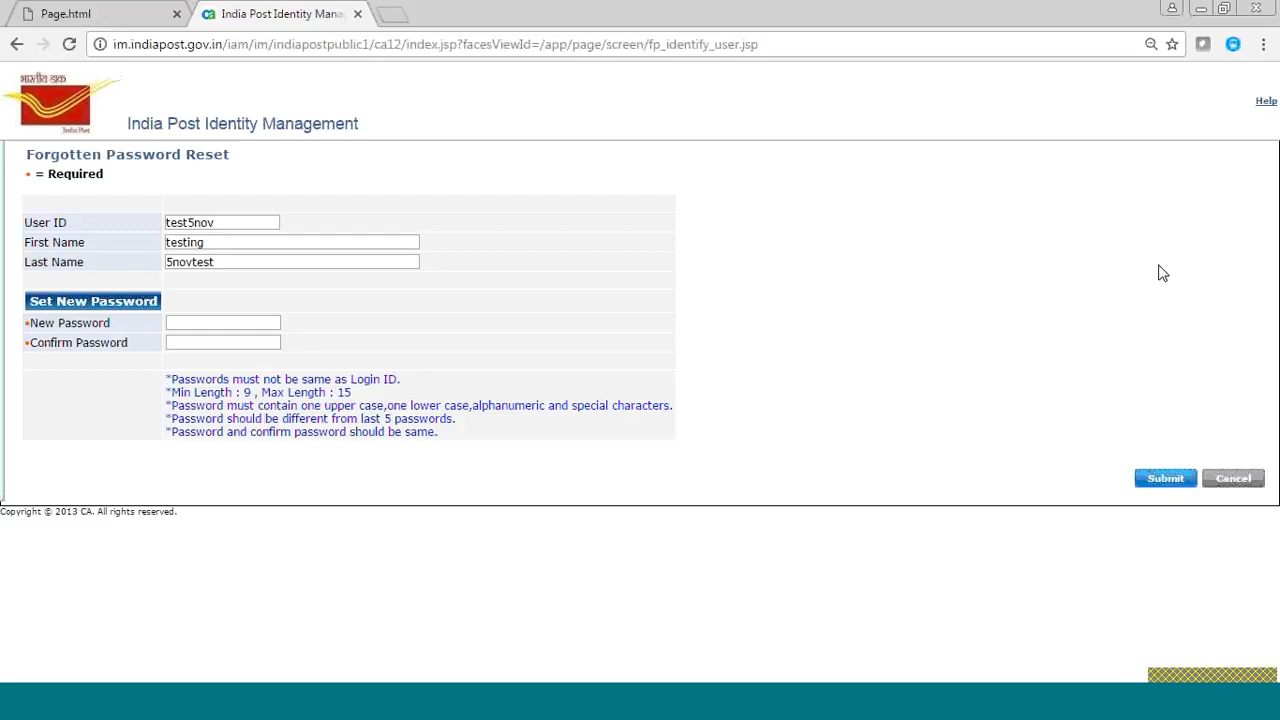 Page.html
India Post Identity Mana
im.indiapost.gov.in/iam/im/indiapostpublic1/ca12/index.jsp?facesViewId=/app/page/screen/fp_identify_user.jsp
भारतीय डाक
India Post
India Post Identity Management
Help
Forgotten Password Reset
• = Required
User ID test5nov
First Name testing
Last Name 5novtest
Set New Password
•New Password
•Confirm Password
*Passwords must not be same as Login ID.
*Min Length : 9 , Max Length : 15
*Password must contain one upper case,one lower case,alphanumeric and special characters.
*Password should be different from last 5 passwords.
*Password and confirm password should be same.
Submit Cancel
Copyright © 2013 CA. All rights reserved.